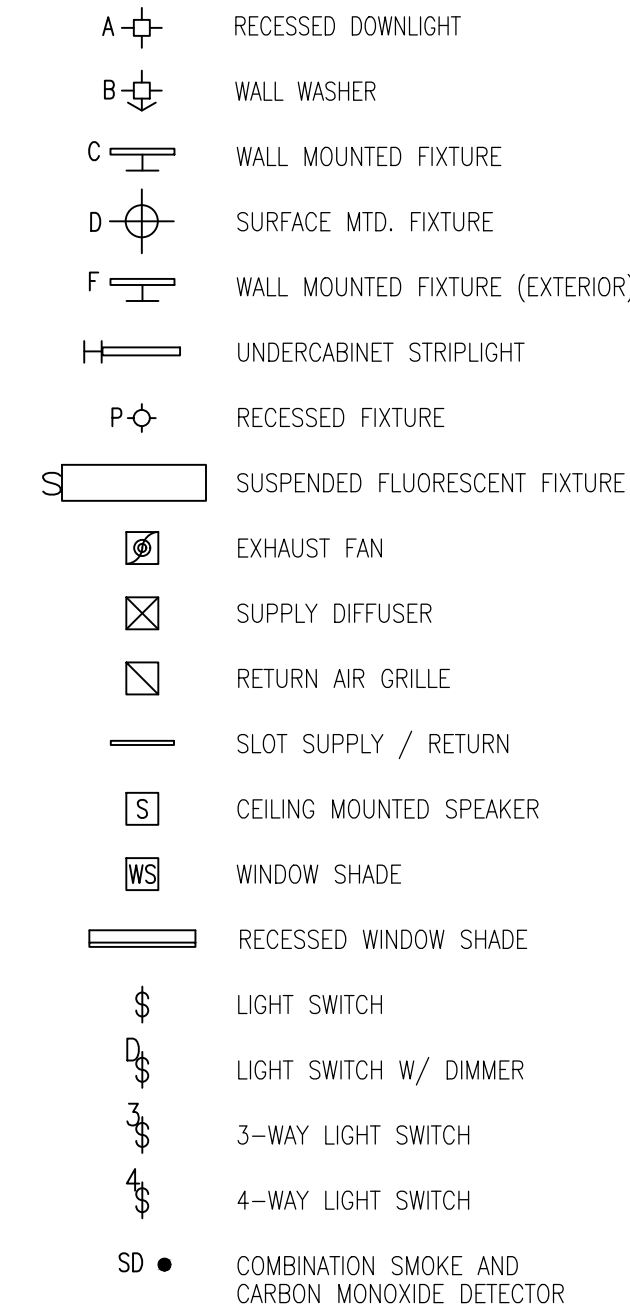 A RECESSED DOWNLIGHT
B WALL WASHER
C WALL MOUNTED FIXTURE
D SURFACE MTD. FIXTURE
F WALL MOUNTED FIXTURE (EXTERIOR)
H UNDERCABINET STRIPLIGHT
P RECESSED FIXTURE
S SUSPENDED FLUORESCENT FIXTURE
EXHAUST FAN
SUPPLY DIFFUSER
RETURN AIR GRILLE
SLOT SUPPLY / RETURN
S CEILING MOUNTED SPEAKER
WS WINDOW SHADE
RECESSED WINDOW SHADE
$ LIGHT SWITCH
D$ LIGHT SWITCH W/ DIMMER
3$ 3-WAY LIGHT SWITCH
4$ 4-WAY LIGHT SWITCH
SD COMBINATION SMOKE AND
CARBON MONOXIDE DETECTOR